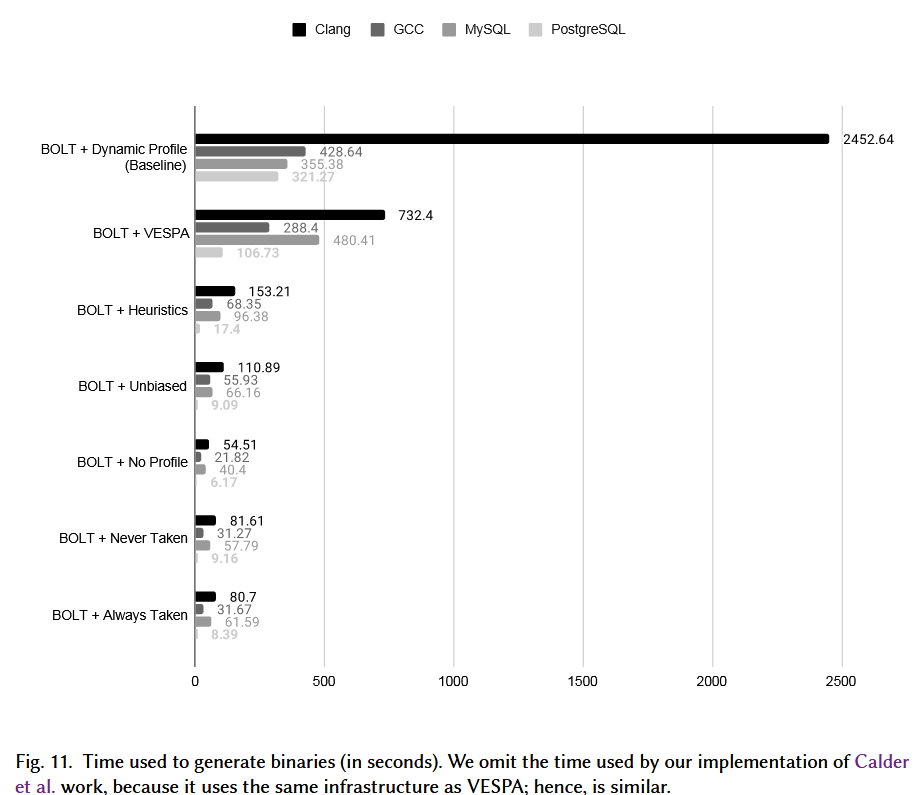 Clang GCC MySQL PostgreSQL
BOLT + Dynamic Profile
(Baseline)
2452.64
428.64
355.38
321.27
BOLT + VESPA
732.4
288.4
480.41
106.73
BOLT + Heuristics
153.21
68.35
96.38
17.4
BOLT + Unbiased
110.89
55.93
66.16
9.09
BOLT + No Profile
54.51
21.82
40.4
6.17
BOLT + Never Taken
81.61
31.27
57.79
9.16
BOLT + Always Taken
80.7
31.67
61.59
8.39
0 500 1000 1500 2000 2500
Fig. 11. Time used to generate binaries (in seconds). We omit the time used by our implementation of Calder
et al. work, because it uses the same infrastructure as VESPA; hence, is similar.